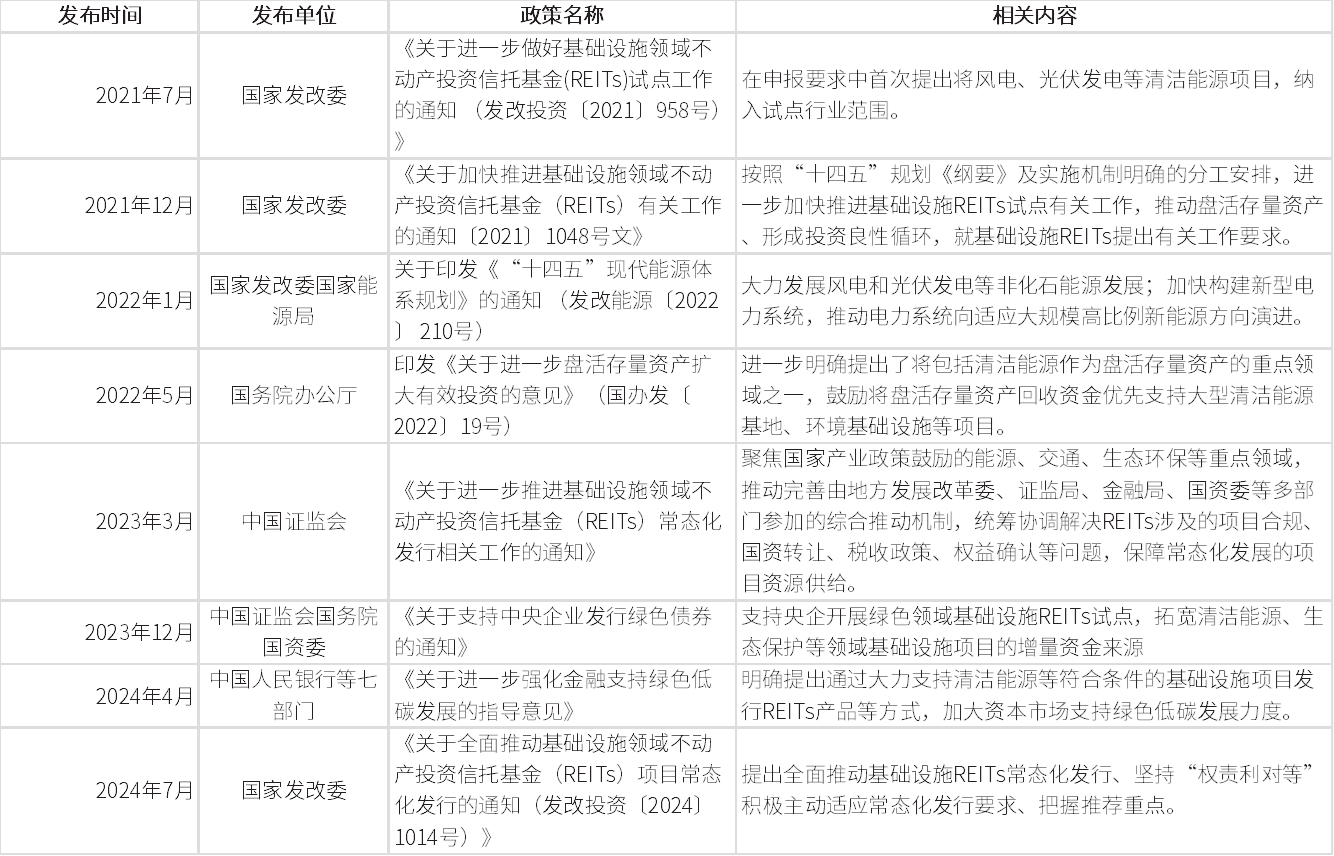 发布时间 发布单位 政策名称 相关内容
2021年7月
国家发改委
《关于进一步做好基础设施领域不
动产投资信托基金(REITs)试点工作
的通知 （发改投资〔2021〕958号）
》
在申报要求中首次提出将风电、光伏发电等清洁能源项目，纳
入试点行业范围。
2021年12月
国家发改委
《关于加快推进基础设施领域不动
产投资信托基金（REITs）有关工作
的通知〔2021〕1048号文》
按照“十四五”规划《纲要》及实施机制明确的分工安排，进
一步加快推进基础设施REITs试点有关工作，推动盘活存量资产
、形成投资良性循环，就基础设施REITs提出有关工作要求。
2022年1月
国家发改委国家能
源局
关于印发《“十四五”现代能源体
系规划》的通知 （发改能源〔2022
〕210号）
大力发展风电和光伏发电等非化石能源发展；加快构建新型电
力系统，推动电力系统向适应大规模高比例新能源方向演进。
2022年5月
国务院办公厅
印发《关于进一步盘活存量资产扩
大有效投资的意见》（国办发〔
2022〕19号）
进一步明确提出了将包括清洁能源作为盘活存量资产的重点领
域之一，鼓励将盘活存量资产回收资金优先支持大型清洁能源
基地、环境基础设施等项目。
2023年3月
中国证监会
《关于进一步推进基础设施领域不
动产投资信托基金（REITs）常态化
发行相关工作的通知》
聚焦国家产业政策鼓励的能源、交通、生态环保等重点领域，
推动完善由地方发展改革委、证监局、金融局、国资委等多部
门参加的综合推动机制，统筹协调解决REITs涉及的项目合规、
国资转让、税收政策、权益确认等问题，保障常态化发展的项
目资源供给。
2023年12月
中国证监会国务院
国资委
《关于支持中央企业发行绿色债券
的通知》
支持央企开展绿色领域基础设施REITs试点，拓宽清洁能源、生
态保护等领域基础设施项目的增量资金来源
2024年4月
中国人民银行等七
部门
《关于进一步强化金融支持绿色低
碳发展的指导意见》
明确提出通过大力支持清洁能源等符合条件的基础设施项目发
行REITs产品等方式，加大资本市场支持绿色低碳发展力度。
2024年7月
国家发改委
《关于全面推动基础设施领域不动
产投资信托基金（REITs）项目常态
化发行的通知（发改投资〔2024〕
1014号）》
提出全面推动基础设施REITs常态化发行、坚持“权责利对等”
积极主动适应常态化发行要求、把握推荐重点。